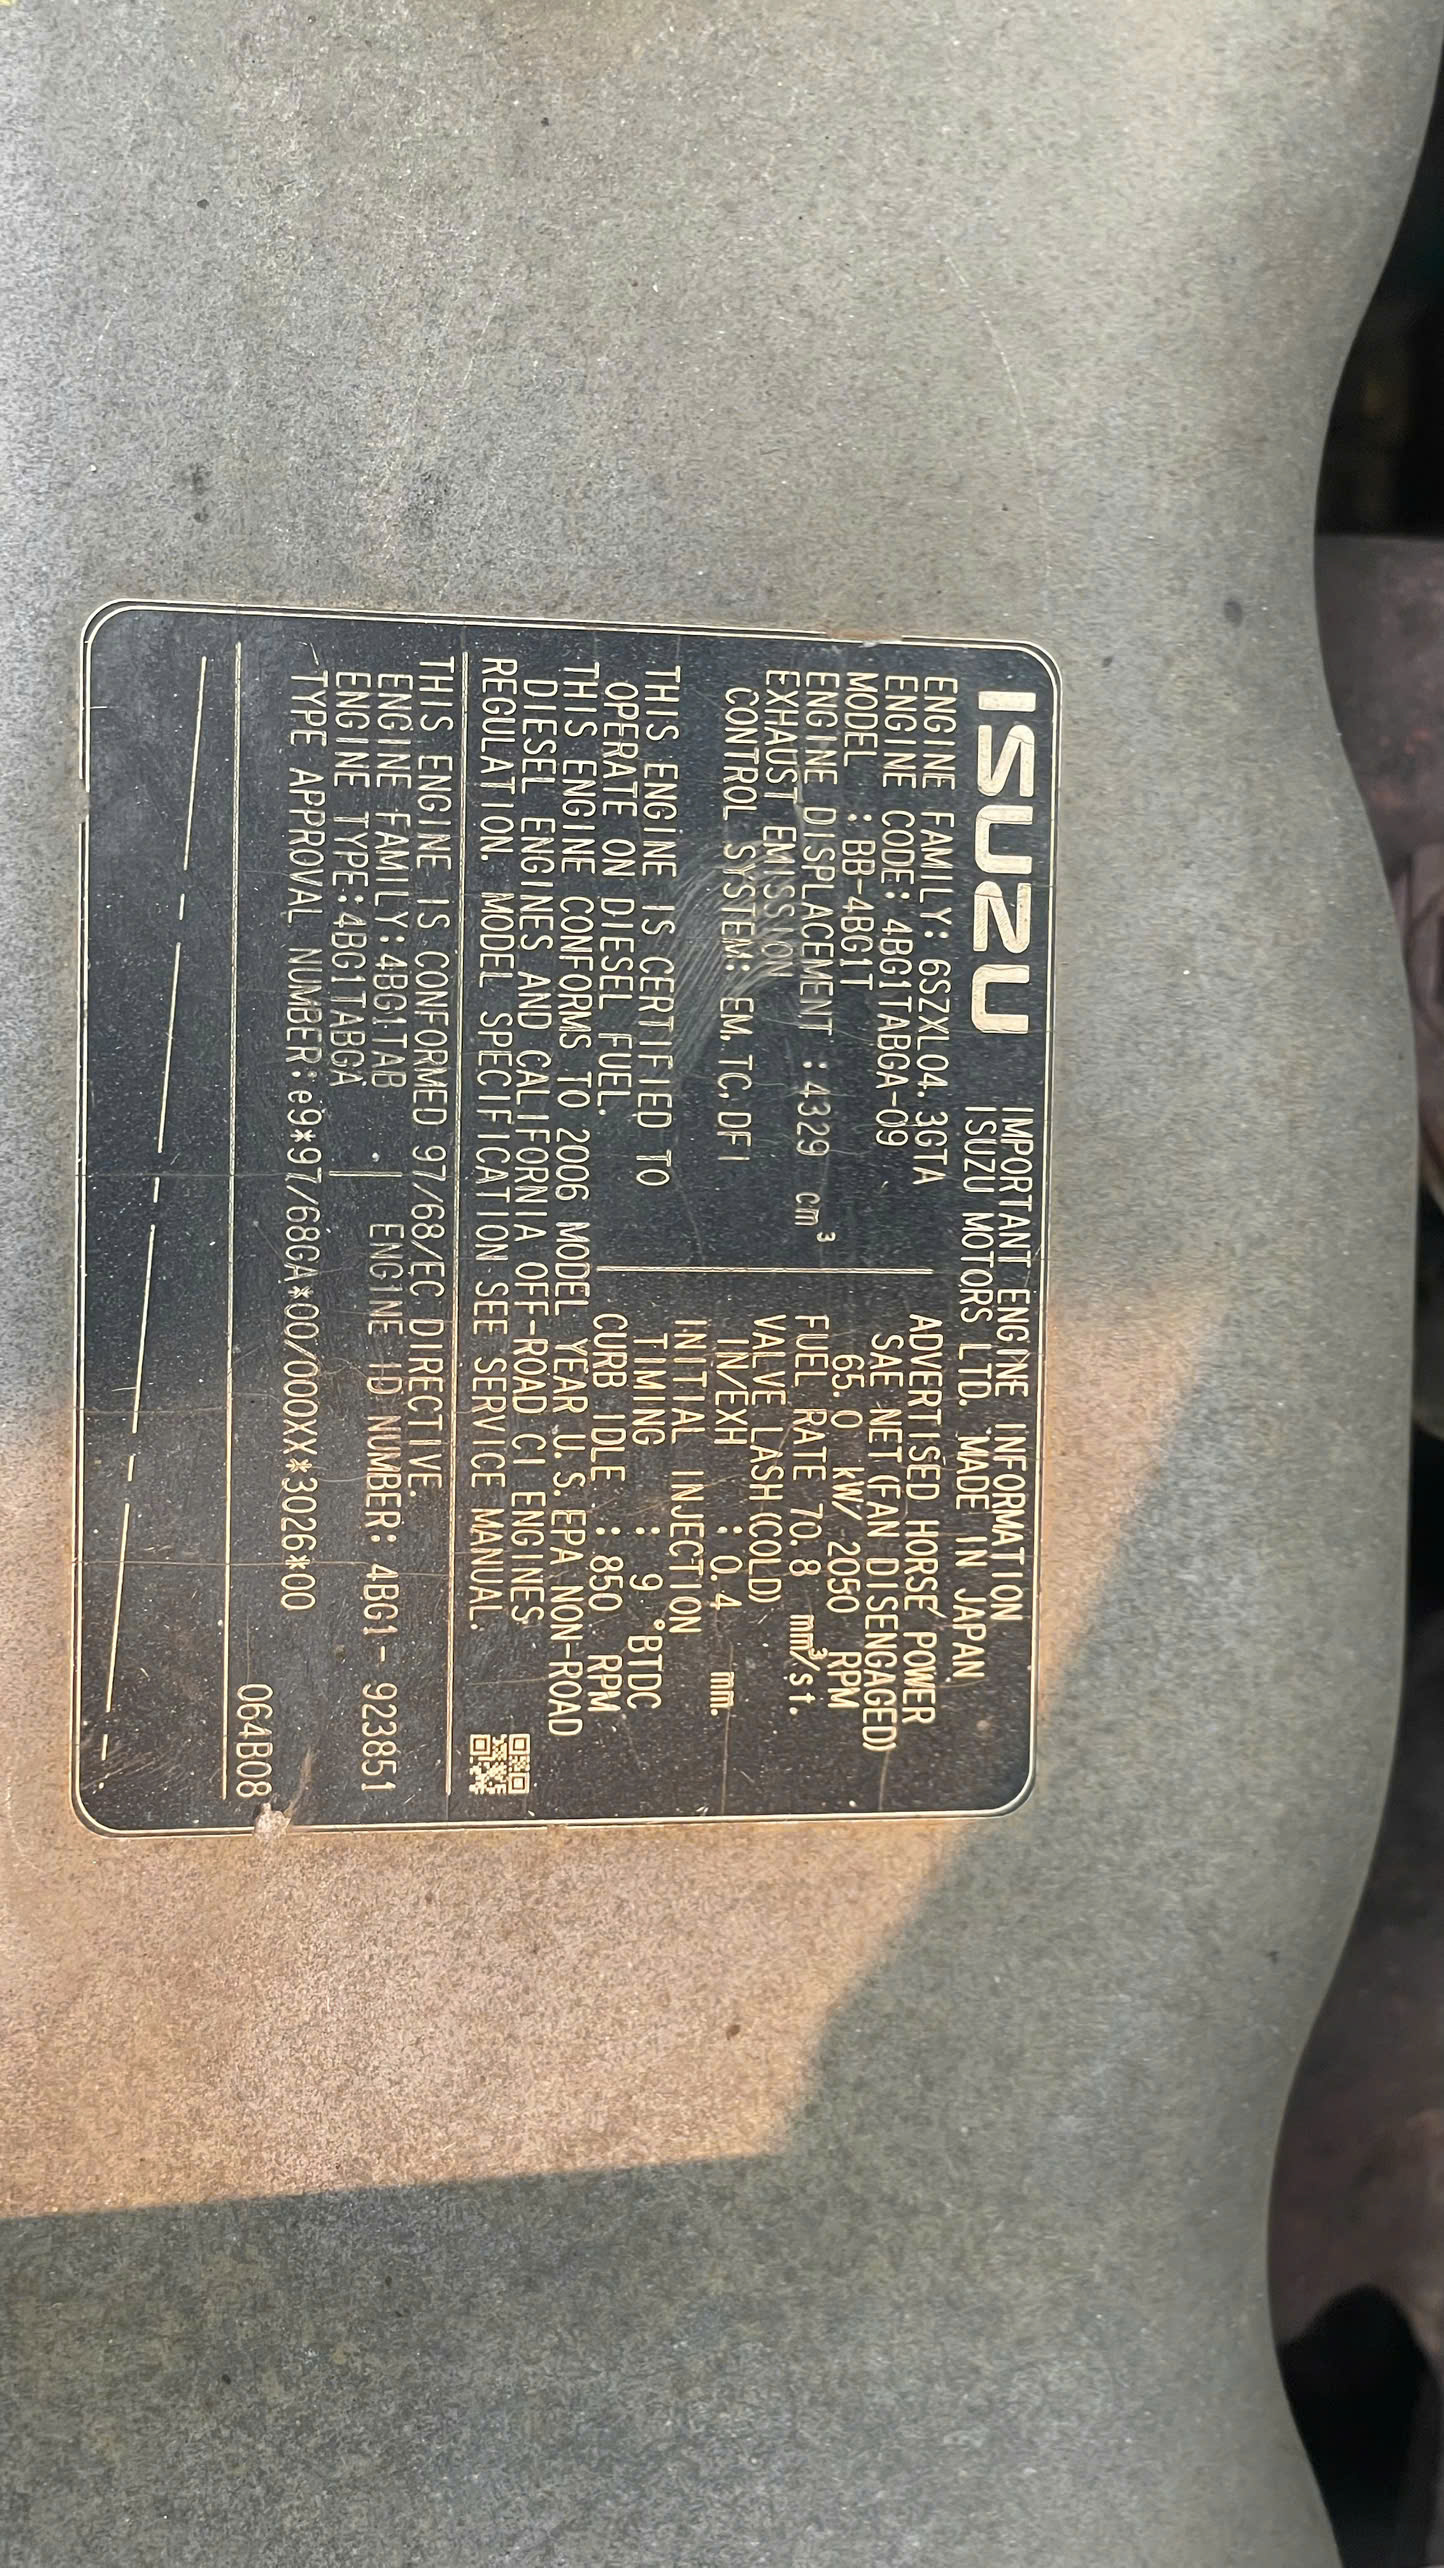 ISUZU
IMPORTANT ENGINE INFORMATION
ISUZU MOTORS LTD. MADE IN JAPAN
ENGINE FAMILY: 6SZXL04.3GTA
ENGINE CODE: 4BG1TABGA-09
MODEL :BB-4BG1T
ENGINE DISPLACEMENT :4329 cm³
EXHAUST EMISSION
CONTROL SYSTEM: EM,TC,DFI
THIS ENGINE IS CERTIFIED TO
OPERATE ON DIESEL FUEL.
ADVERTISED HORSE POWER
SAE NET(FAN DISENGAGED)
65.0 kW/ 2050 RPM
FUEL RATE 70.8 mm³/st.
VALVE LASH(COLD)
IN/EXH : 0.4 mm.
INITIAL INJECTION
TIMING : 9 °BTDC
CURB IDLE : 850 RPM
THIS ENGINE CONFORMS TO 2006 MODEL YEAR U.S.EPA NON-ROAD
DIESEL ENGINES AND CALIFORNIA OFF-ROAD CI ENGINES
REGULATION. MODEL SPECIFICATION SEE SERVICE MANUAL.
THIS ENGINE IS CONFORMED 97/68/EC DIRECTIVE.
ENGINE FAMILY:4BG1TAB ENGINE ID NUMBER: 4BG1- 923851
ENGINE TYPE:4BG1TABGA
TYPE APPROVAL NUMBER:e9*97/68GA*00/000XX*3026*00
064B08